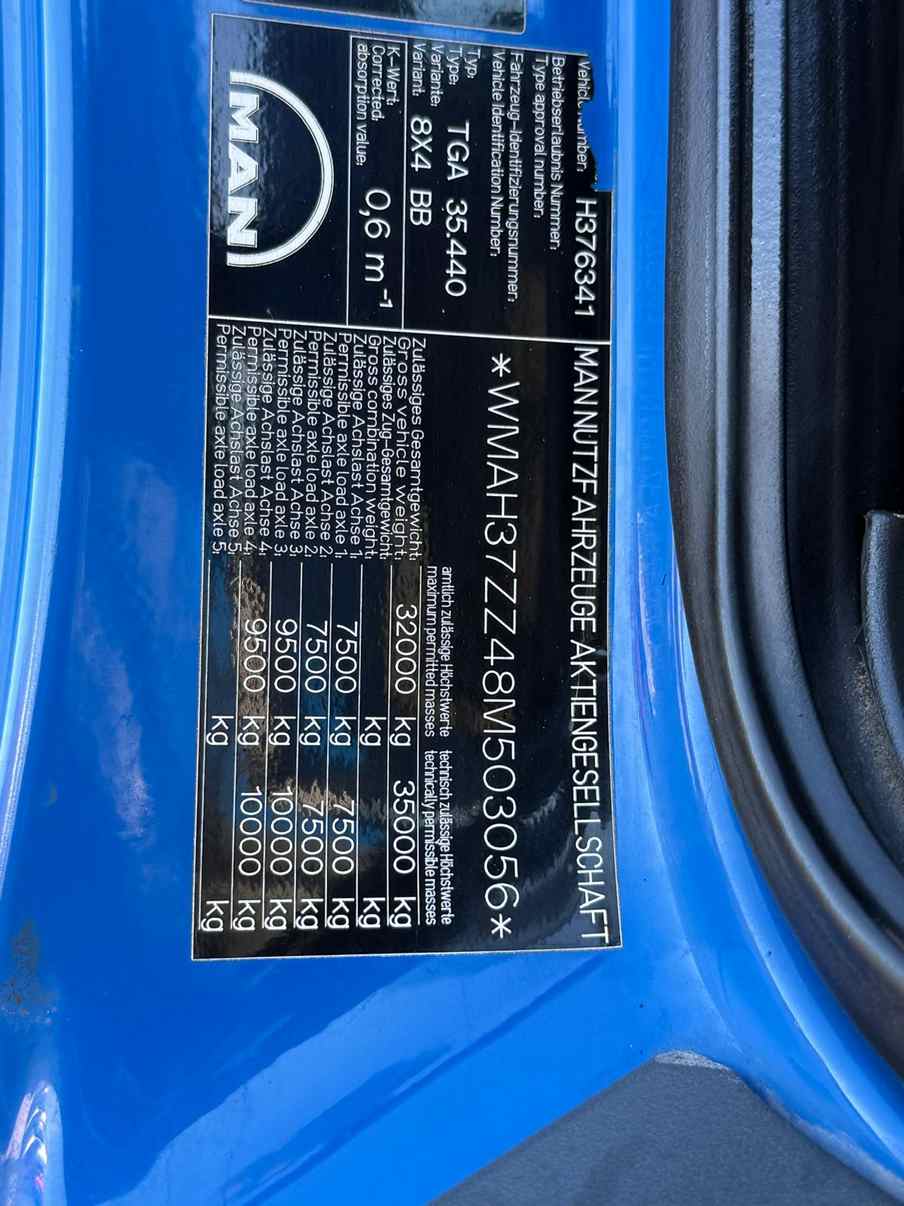 MAN NUTZFAHRZEUGE AKTIENGESELLSCHAFT
Number: H376341
Betriebserlaubnis Nummer:
Type approval number:
Fahrzeug-Identifizierungsnummer:
Vehicle Identification Number:
*WMAH37ZZ48M503056*
Typ:
Type: TGA 35.440
Variante:
Variant: 8X4 BB
K-Wert:
Corrected:
absorption value: 0,6 m⁻¹
MAN
amtlich zulässige Höchstwerte technisch zulässige Höchstwerte
maximum permitted masses technically permissible masses
Zulässiges Gesamtgewicht:
Gross vehicle weight: 32000 kg 35000 kg
Zulässiges Zug-Gesamtgewicht:
Gross combination weight: kg kg
Zulässige Achslast Achse 1:
Permissible axle load axle 1: 7500 kg 7500 kg
Zulässige Achslast Achse 2:
Permissible axle load axle 2: 7500 kg 7500 kg
Zulässige Achslast Achse 3:
Permissible axle load axle 3: 9500 kg 10000 kg
Zulässige Achslast Achse 4:
Permissible axle load axle 4: 9500 kg 10000 kg
Zulässige Achslast Achse 5:
Permissible axle load axle 5: kg kg